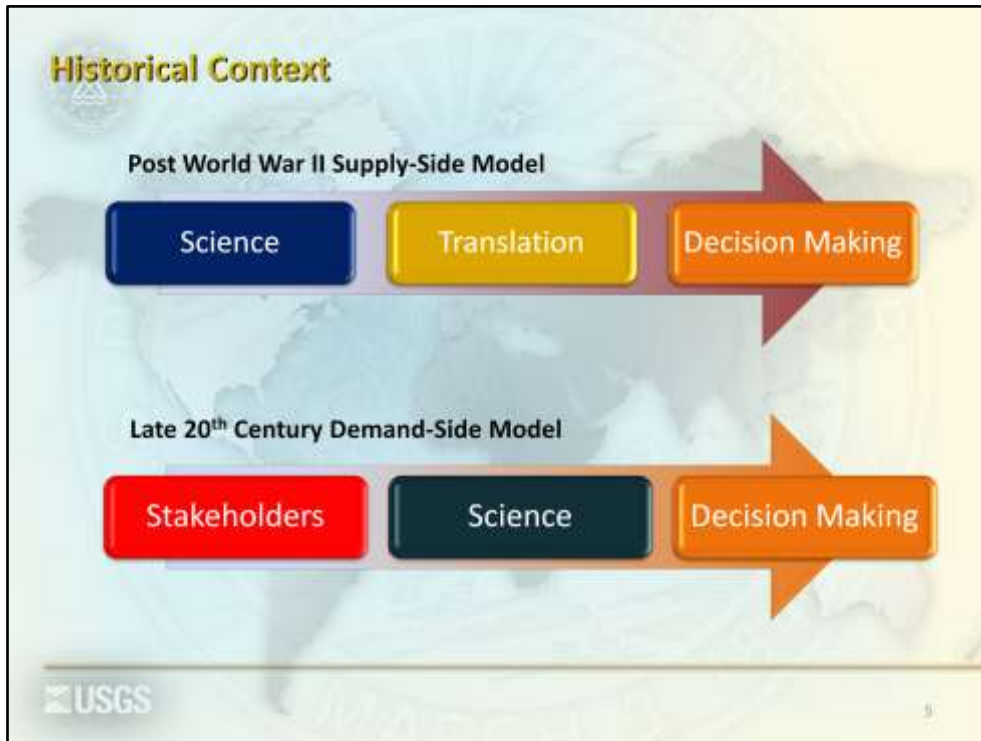 Historical Context
Post World War II Supply-Side Model
Science
Translation
Decision Making
Late 20th Century Demand-Side Model
Stakeholders
Science
Decision Making
USGS